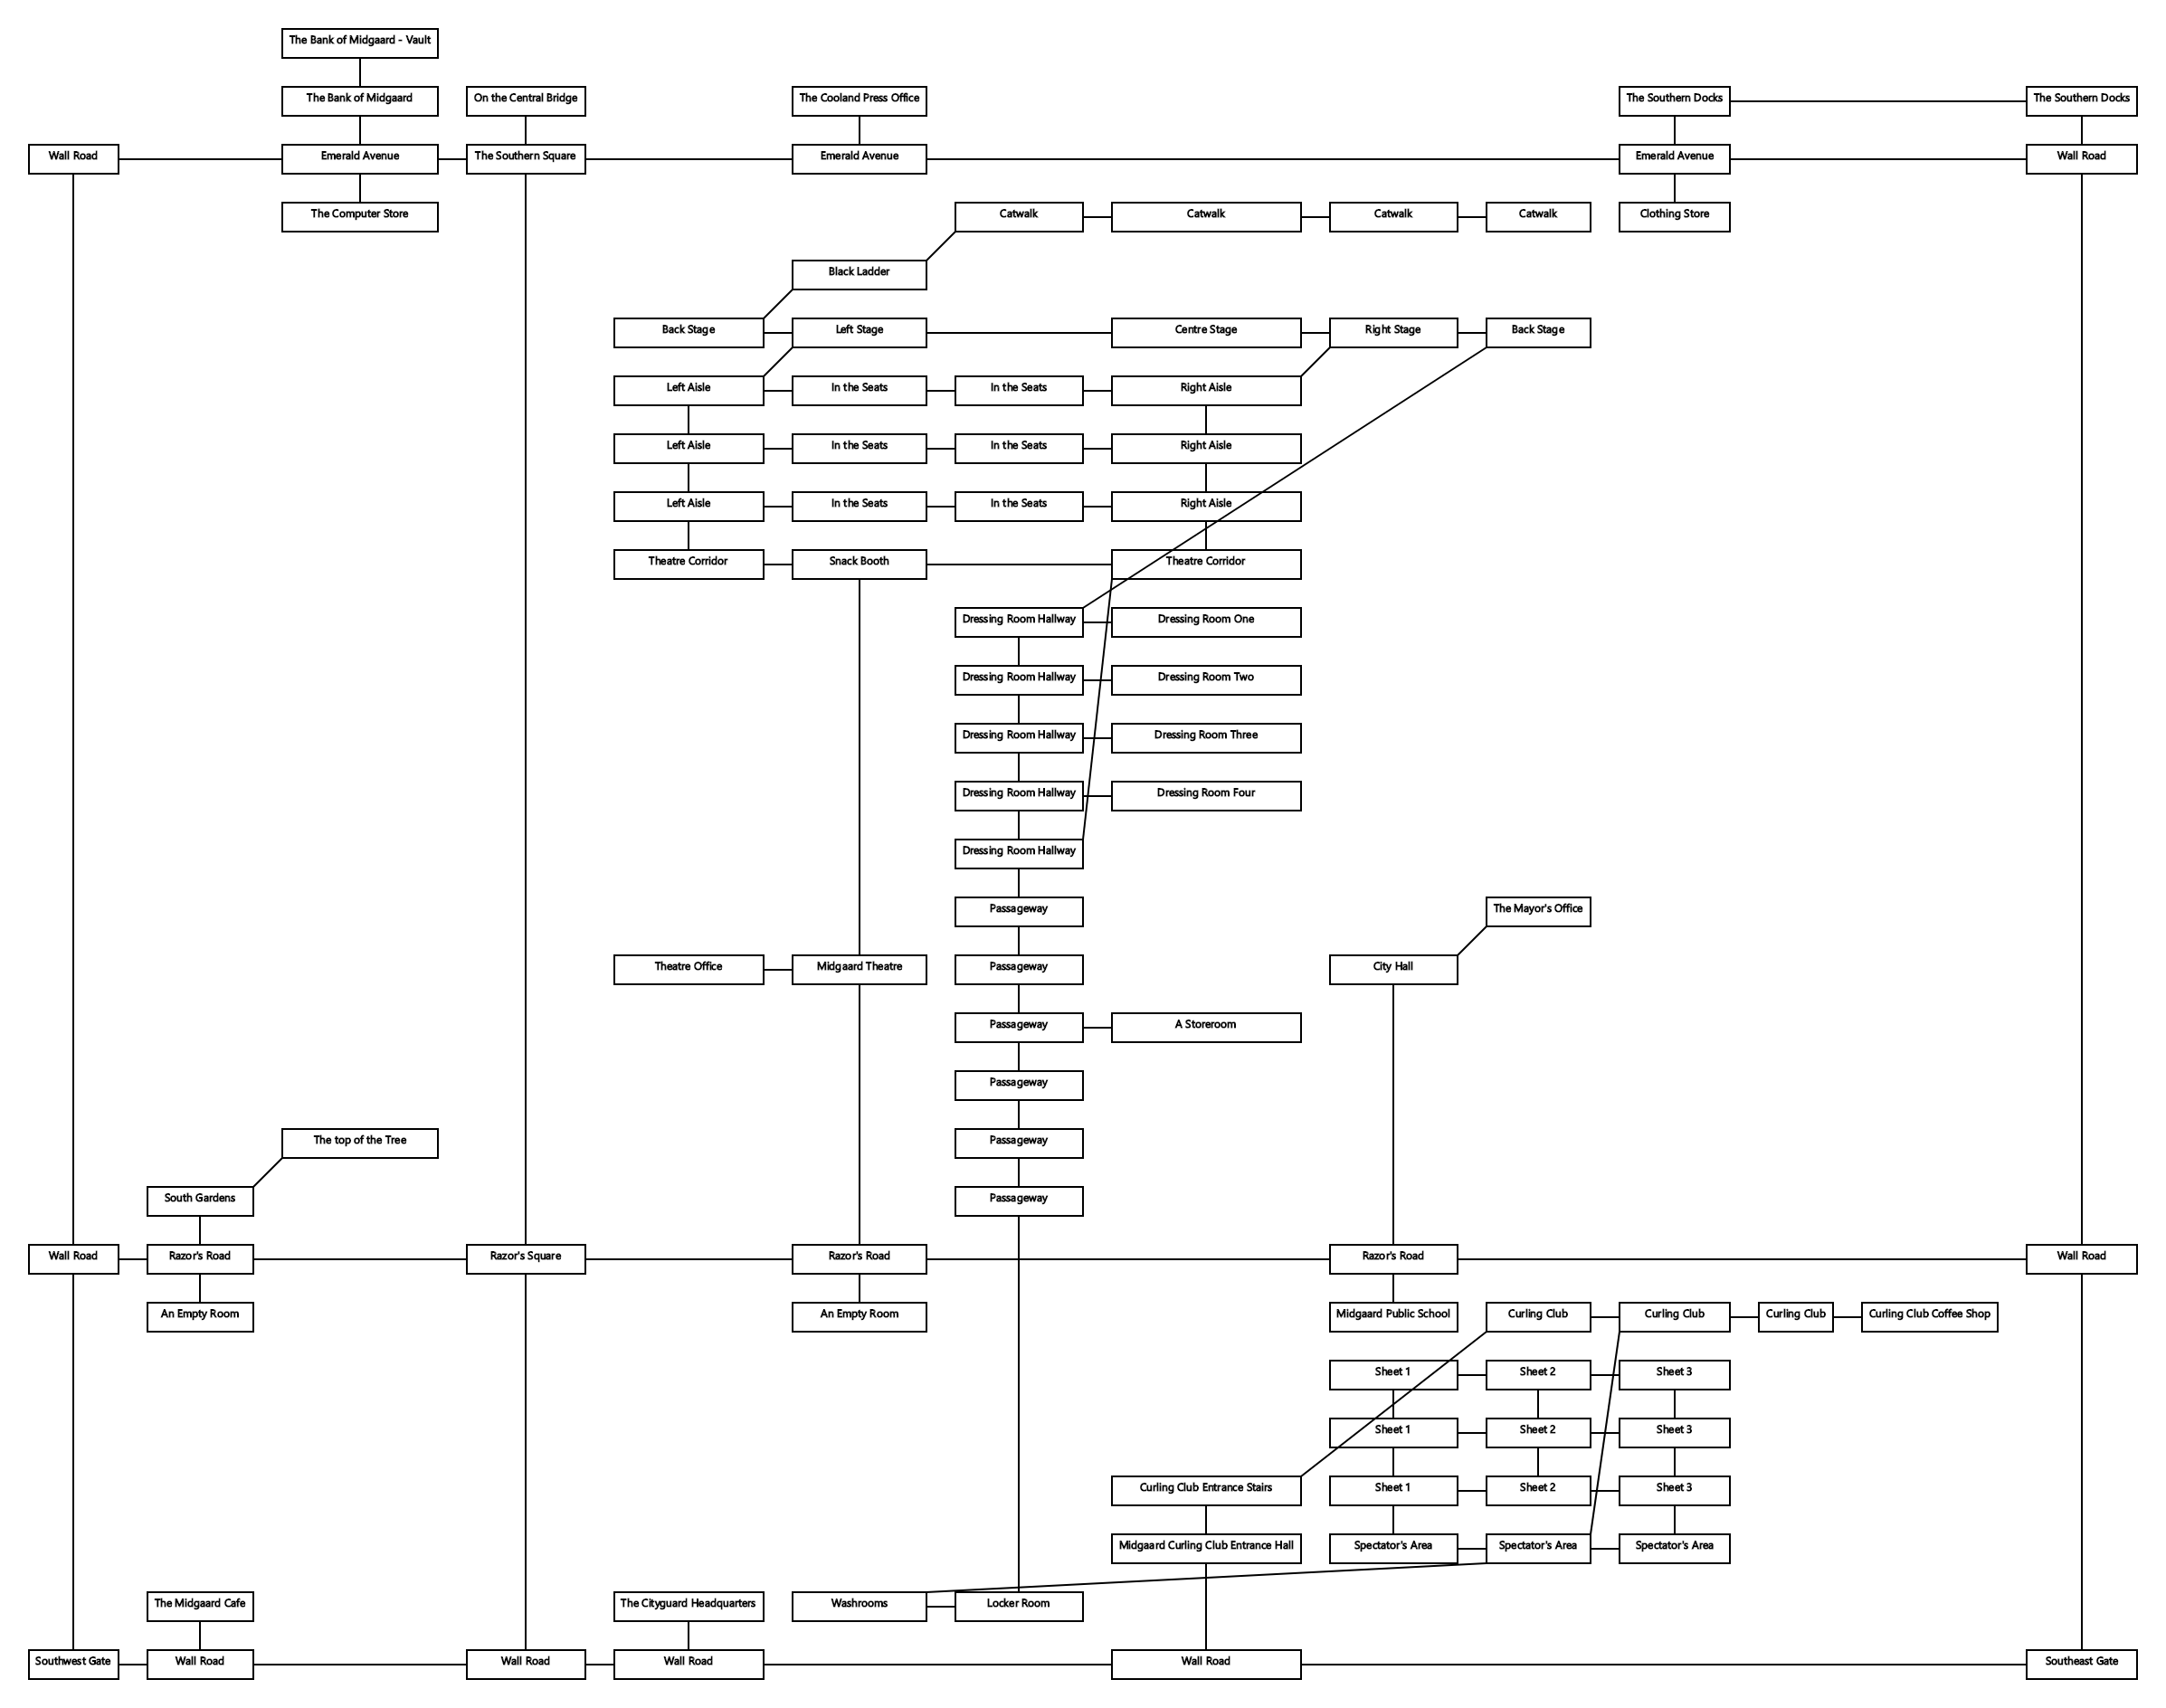 The Bank of Midgaard - Vault
The Bank of Midgaard
On the Central Bridge
The Cooland Press Office
The Southern Docks
The Southern Docks
Wall Road
Emerald Avenue
The Southern Square
Emerald Avenue
Emerald Avenue
Wall Road
The Computer Store
Catwalk
Catwalk
Catwalk
Catwalk
Clothing Store
Black Ladder
Back Stage
Left Stage
Centre Stage
Right Stage
Back Stage
Left Aisle
In the Seats
In the Seats
Right Aisle
Left Aisle
In the Seats
In the Seats
Right Aisle
Left Aisle
In the Seats
In the Seats
Right Aisle
Theatre Corridor
Snack Booth
Theatre Corridor
Dressing Room Hallway
Dressing Room One
Dressing Room Hallway
Dressing Room Two
Dressing Room Hallway
Dressing Room Three
Dressing Room Hallway
Dressing Room Four
Dressing Room Hallway
Passageway
The Mayor's Office
Theatre Office
Midgaard Theatre
Passageway
City Hall
Passageway
A Storeroom
Passageway
The top of the Tree
Passageway
South Gardens
Passageway
Wall Road
Razor's Road
Razor's Square
Razor's Road
Razor's Road
Wall Road
An Empty Room
An Empty Room
Midgaard Public School
Curling Club
Curling Club
Curling Club
Curling Club Coffee Shop
Sheet 1
Sheet 2
Sheet 3
Sheet 1
Sheet 2
Sheet 3
Curling Club Entrance Stairs
Sheet 1
Sheet 2
Sheet 3
Midgaard Curling Club Entrance Hall
Spectator's Area
Spectator's Area
Spectator's Area
The Midgaard Cafe
The Cityguard Headquarters
Washrooms
Locker Room
Southwest Gate
Wall Road
Wall Road
Wall Road
Wall Road
Southeast Gate